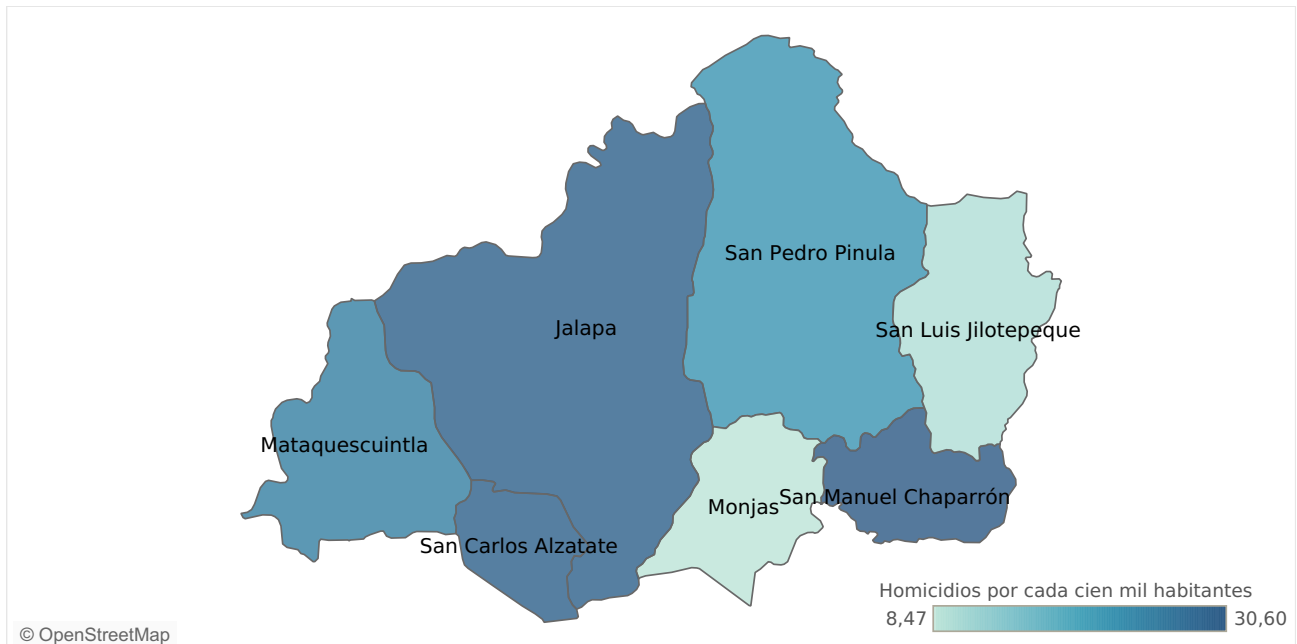 San Pedro Pinula
Jalapa
San Luis Jilotepeque
Mataquescuintla
San Manuel Chaparrón
Monjas
San Carlos Alzatate
Homicidios por cada cien mil habitantes
8,47 30,60
© OpenStreetMap